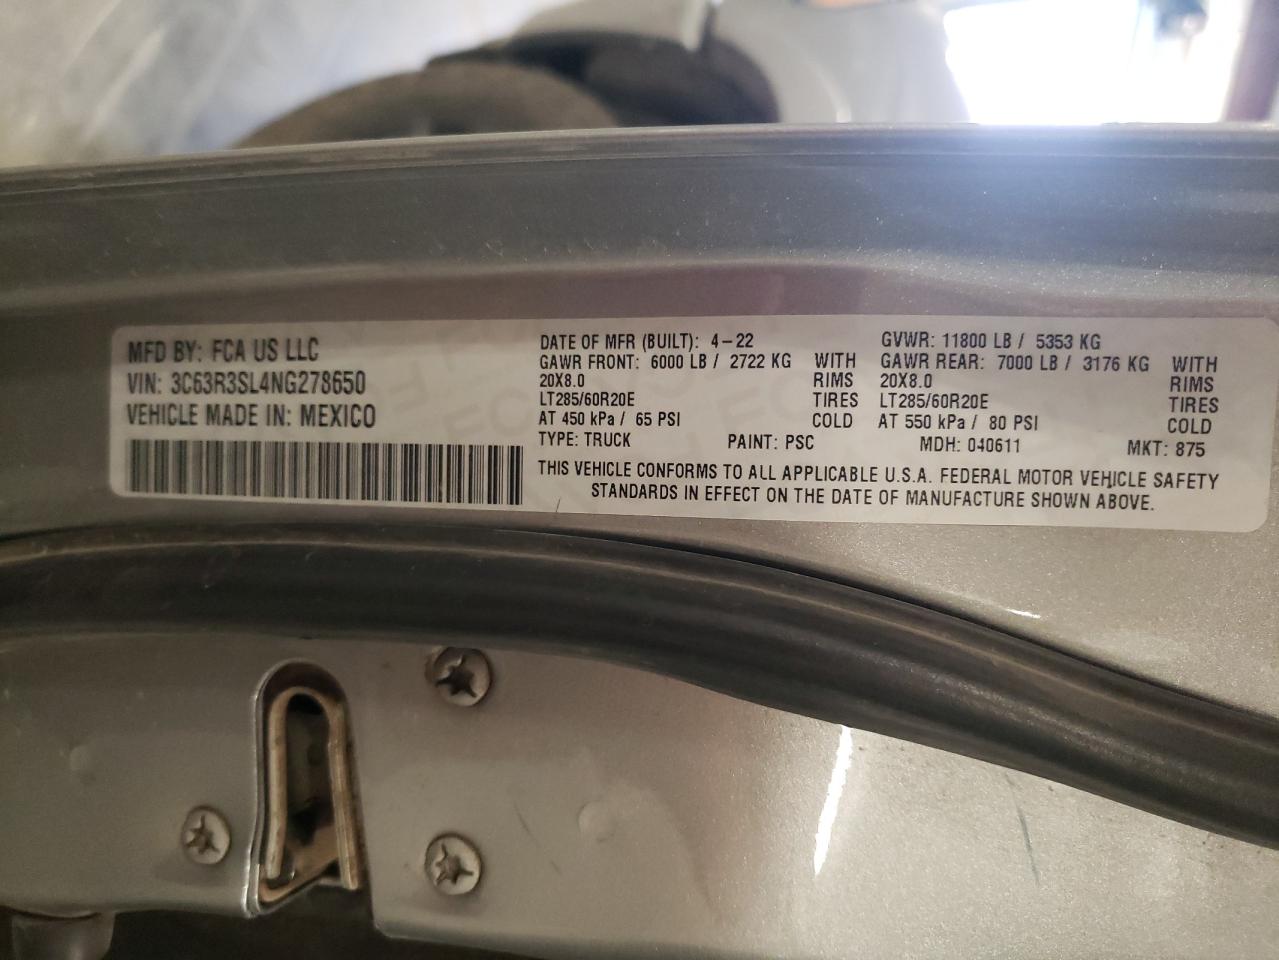 MFD BY: FCA US LLC
VIN: 3C63R3SL4NG278650
VEHICLE MADE IN: MEXICO
DATE OF MFR (BUILT): 4-22
GVWR: 11800 LB / 5353 KG
GAWR FRONT: 6000 LB / 2722 KG WITH
20X8.0 RIMS
LT285/60R20E TIRES
AT 450 kPa / 65 PSI COLD
GAWR REAR: 7000 LB / 3176 KG WITH
20X8.0 RIMS
LT285/60R20E TIRES
AT 550 kPa / 80 PSI COLD
TYPE: TRUCK PAINT: PSC MDH: 040611 MKT: 875
THIS VEHICLE CONFORMS TO ALL APPLICABLE U.S.A. FEDERAL MOTOR VEHICLE SAFETY
STANDARDS IN EFFECT ON THE DATE OF MANUFACTURE SHOWN ABOVE.